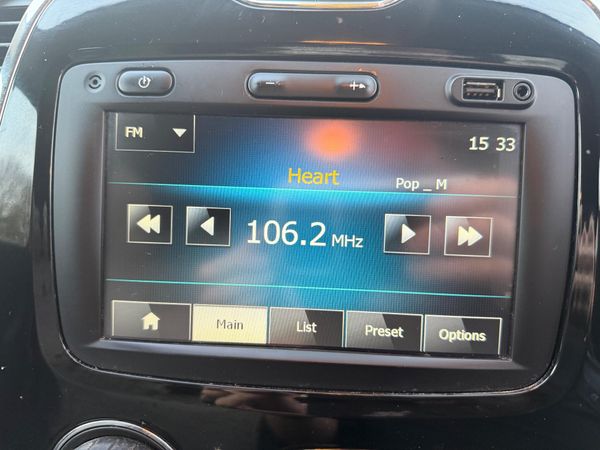 FM
15 33
Heart
Pop _ M
106.2 MHz
Main
List
Preset
Options